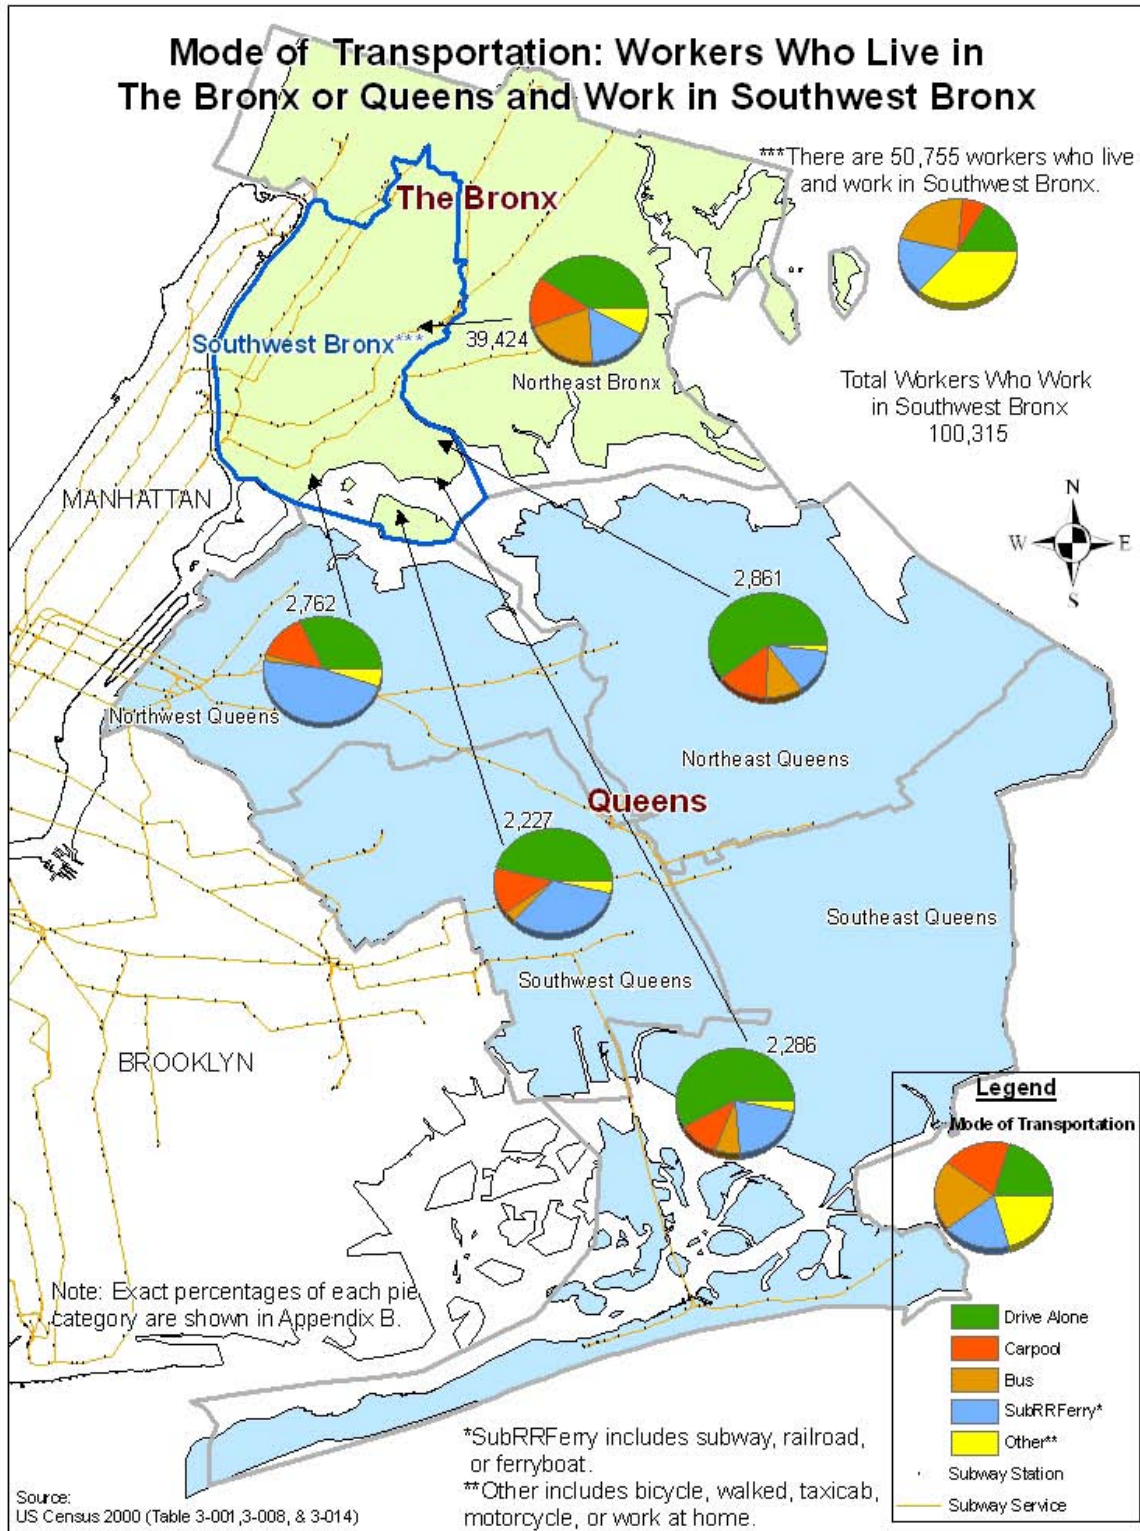 Mode of Transportation: Workers Who Live in
The Bronx or Queens and Work in Southwest Bronx
***There are 50,755 workers who live
and work in Southwest Bronx.
The Bronx
Southwest Bronx***
39,424
Northeast Bronx
Total Workers Who Work
in Southwest Bronx
100,315
MANHATTAN
N
W
E
S
2,762
2,861
Northwest Queens
Northeast Queens
Queens
2,227
Southeast Queens
Southwest Queens
BROOKLYN
2,286
Legend
Mode of Transportation
Note: Exact percentages of each pie
category are shown in Appendix B.
Drive Alone
Carpool
Bus
SubRRFerry*
Other**
Subway Station
Subway Service
*SubRRFerry includes subway, railroad,
or ferryboat.
**Other includes bicycle, walked, taxicab,
motorcycle, or work at home.
Source:
US Census 2000 (Table 3-001,3-008, & 3-014)